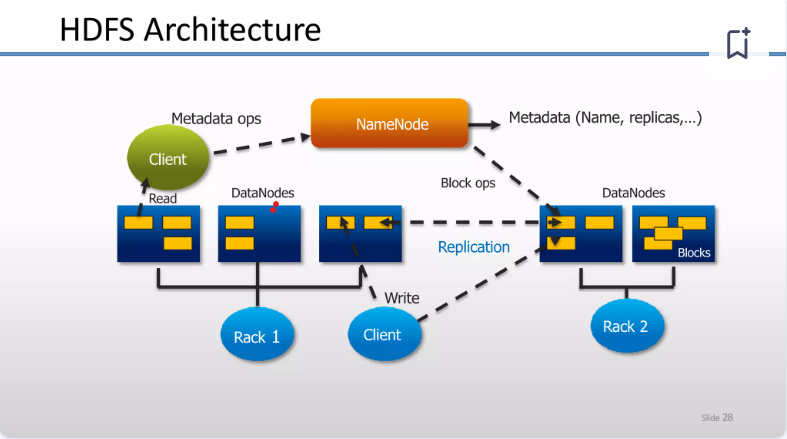 HDFS Architecture
Metadata ops
NameNode
Metadata (Name, replicas,...)
Client
Block ops
Read
DataNodes
DataNodes
Replication
Blocks
Write
Rack 1
Client
Rack 2
Slide 28